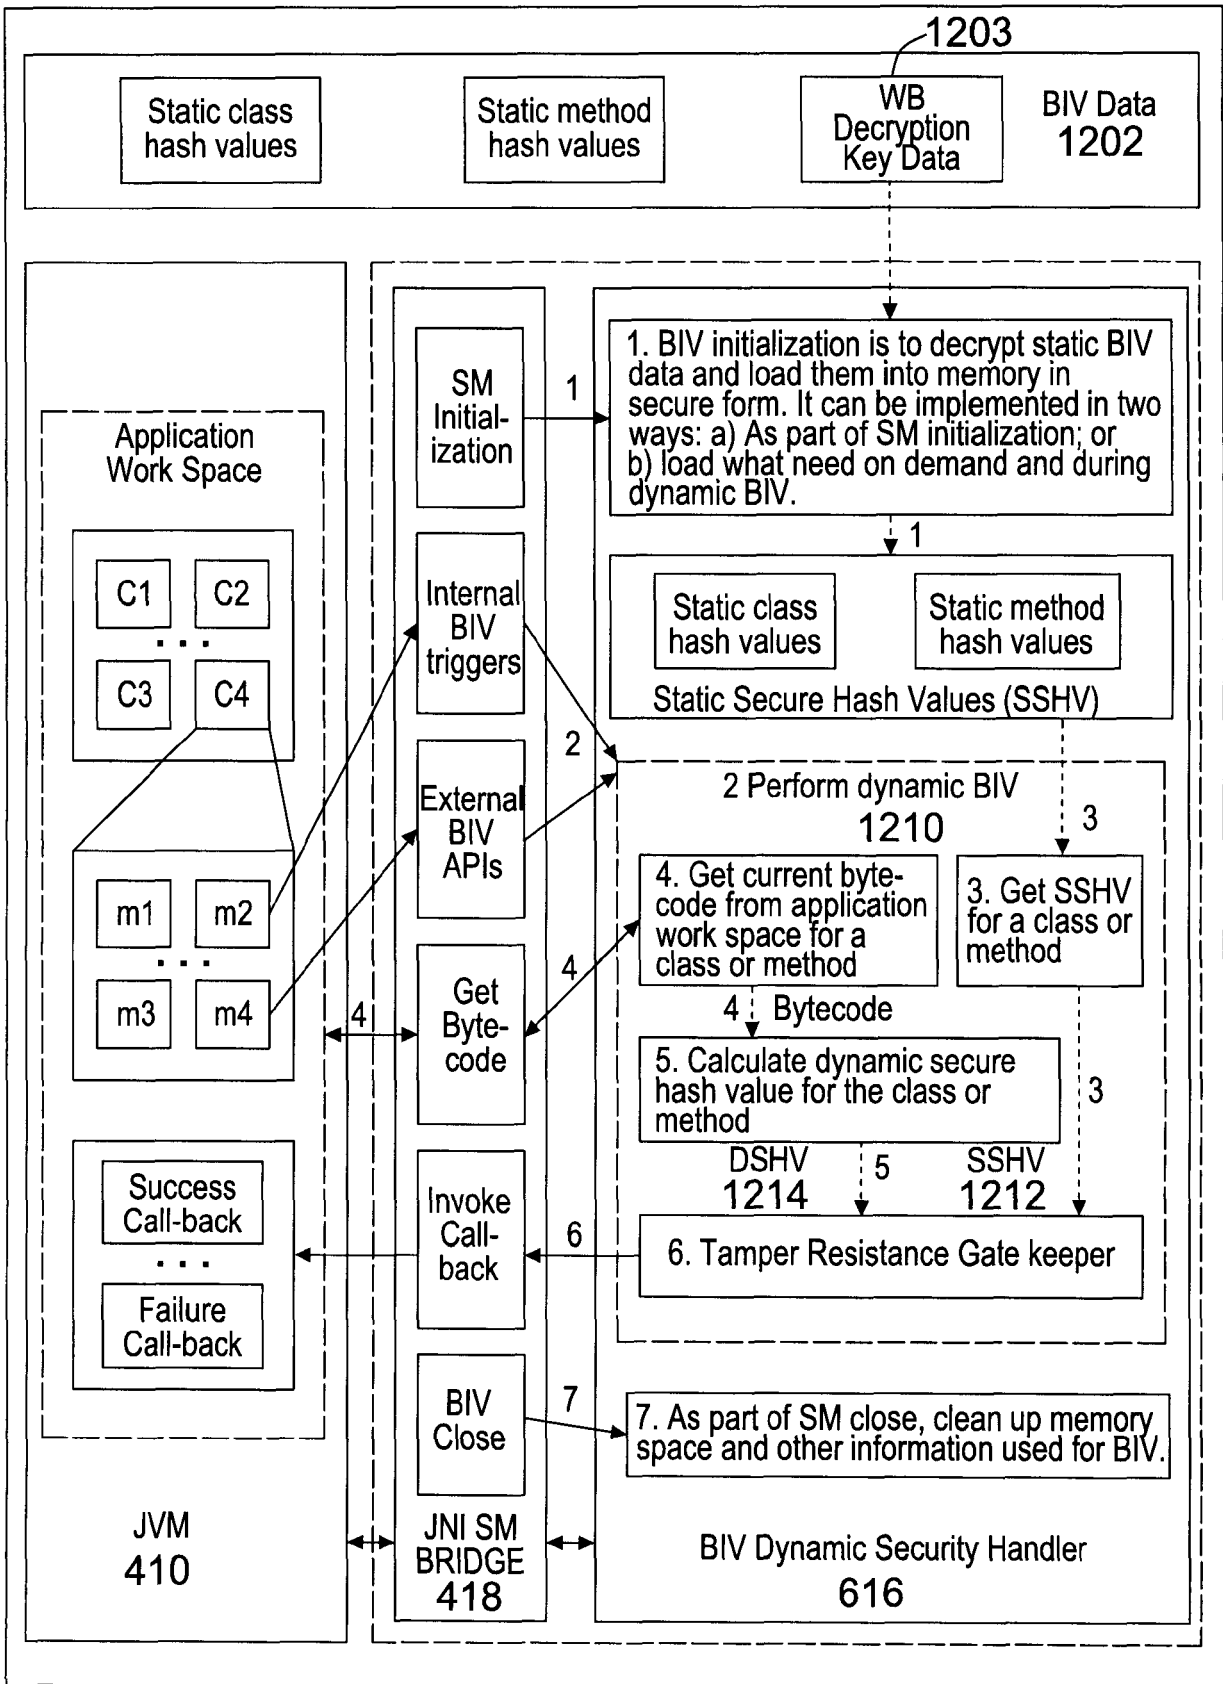 1203
Static class
hash values
Static method
hash values
WB
Decryption
Key Data
BIV Data
1202
Application
Work Space
C1
C2
. . .
C3
C4
m1
m2
. . .
m3
m4
Success
Call-back
. . .
Failure
Call-back
JVM
410
4
SM
Initial-
ization
Internal
BIV
triggers
External
BIV
APIs
Get
Byte-
code
Invoke
Call-
back
BIV
Close
JNI SM
BRIDGE
418
1
2
4
6
7
1. BIV initialization is to decrypt static BIV
data and load them into memory in
secure form. It can be implemented in two
ways: a) As part of SM initialization; or
b) load what need on demand and during
dynamic BIV.
1
Static class
hash values
Static method
hash values
Static Secure Hash Values (SSHV)
3
2 Perform dynamic BIV
1210
4. Get current byte-
code from application
work space for a
class or method
3. Get SSHV
for a class or
method
4 Bytecode
5. Calculate dynamic secure
hash value for the class or
method
3
DSHV
1214
5
SSHV
1212
6. Tamper Resistance Gate keeper
7. As part of SM close, clean up memory
space and other information used for BIV.
BIV Dynamic Security Handler
616